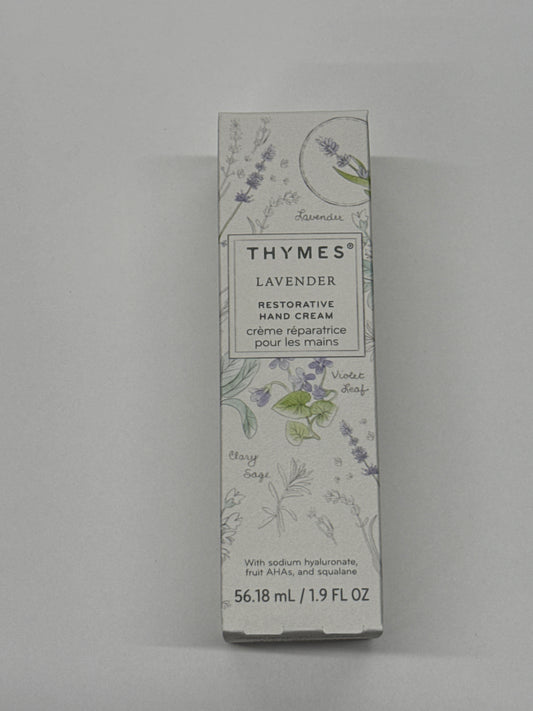 Lavender
THYMES®
LAVENDER
RESTORATIVE
HAND CREAM
crème réparatrice
pour les mains
Violet
Leaf
Clary
Sage
With sodium hyaluronate,
fruit AHAs, and squalane
56.18 mL / 1.9 FL OZ